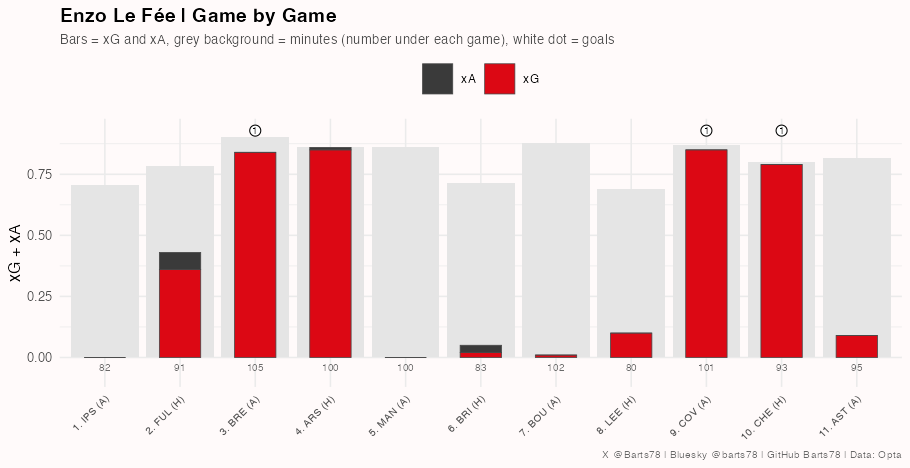 Enzo Le Fée | Game by Game
Bars = xG and xA, grey background = minutes (number under each game), white dot = goals
xA xG
1 1 1
xG + xA
0.75
0.50
0.25
0.00
82 91 105 100 100 83 102 80 101 93 95
1. IPS (A) 2. FUL (H) 3. BRE (A) 4. ARS (H) 5. MAN (A) 6. BRI (H) 7. BOU (A) 8. LEE (H) 9. COV (A) 10. CHE (H) 11. AST (A)
X @Barts78 | Bluesky @barts78 | GitHub Barts78 | Data: Opta